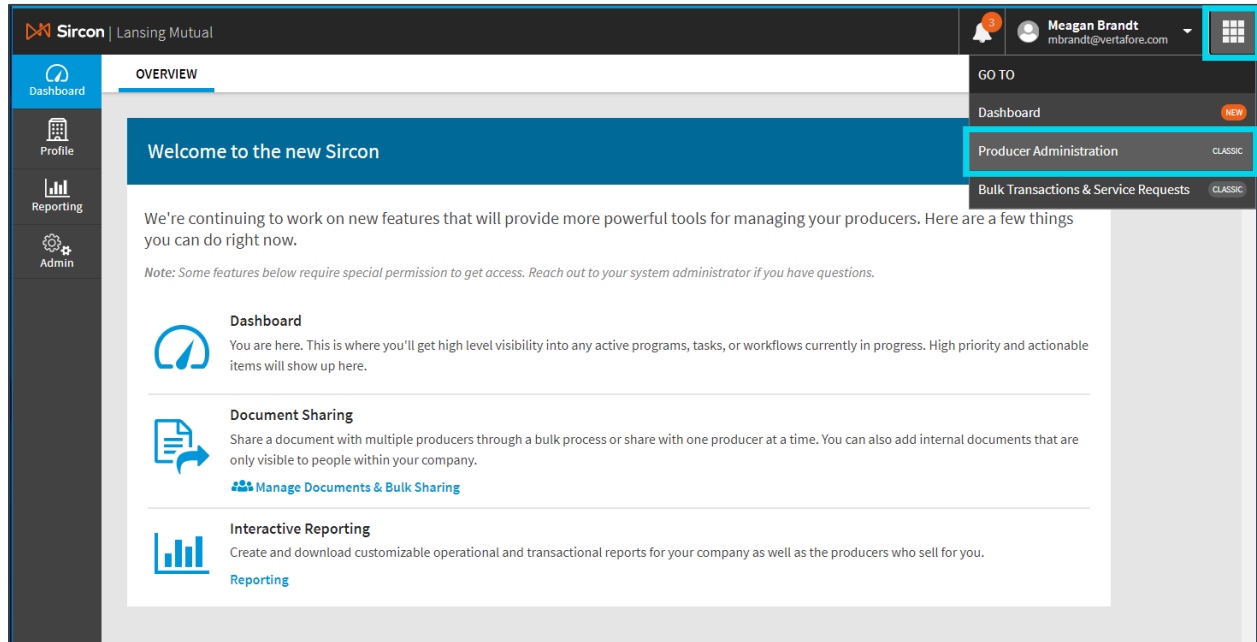 Sircon | Lansing Mutual
3
Meagan Brandt
mbrandt@vertafore.com
Dashboard
Profile
Reporting
Admin
OVERVIEW
GO TO
Dashboard NEW
Producer Administration CLASSIC
Bulk Transactions & Service Requests CLASSIC
Welcome to the new Sircon
We're continuing to work on new features that will provide more powerful tools for managing your producers. Here are a few things
you can do right now.
Note: Some features below require special permission to get access. Reach out to your system administrator if you have questions.
Dashboard
You are here. This is where you'll get high level visibility into any active programs, tasks, or workflows currently in progress. High priority and actionable
items will show up here.
Document Sharing
Share a document with multiple producers through a bulk process or share with one producer at a time. You can also add internal documents that are
only visible to people within your company.
Manage Documents & Bulk Sharing
Interactive Reporting
Create and download customizable operational and transactional reports for your company as well as the producers who sell for you.
Reporting